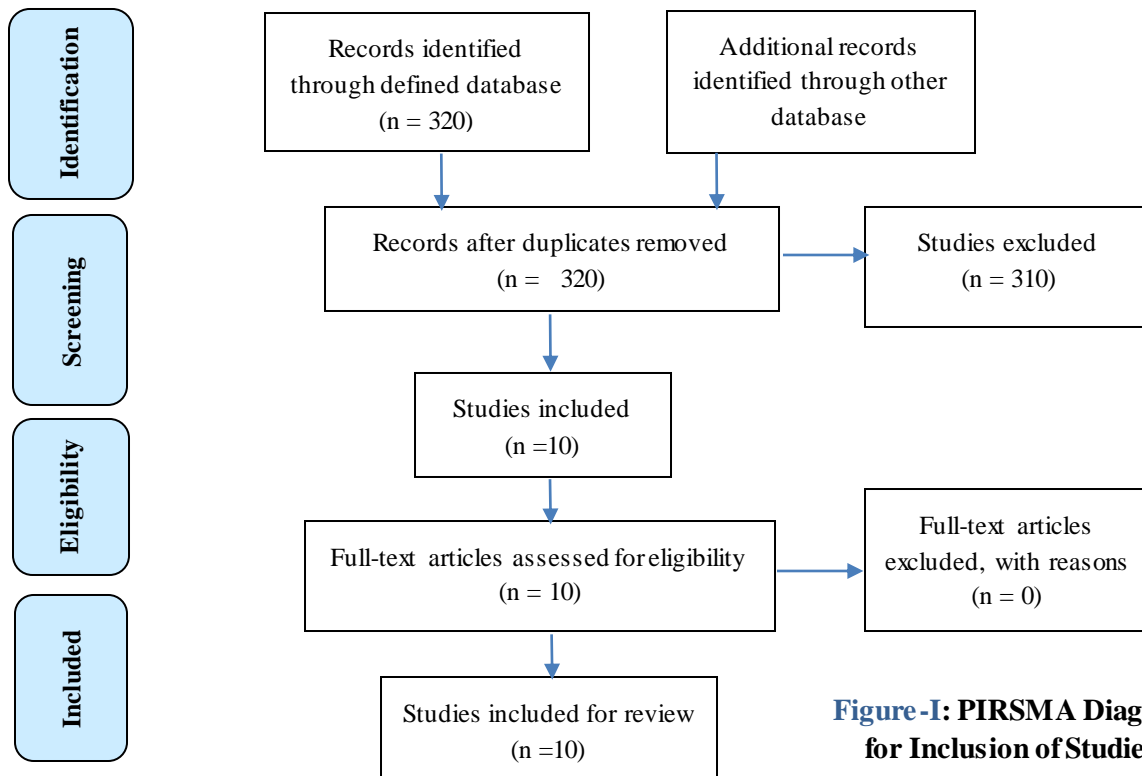 Identification
Records identified
through defined database
(n = 320)
Additional records
identified through other
database
Screening
Records after duplicates removed
(n = 320)
Studies excluded
(n = 310)
Studies included
(n =10)
Eligibility
Full-text articles assessed for eligibility
(n = 10)
Full-text articles
excluded, with reasons
(n = 0)
Included
Studies included for review
(n =10)
Figure-I: PIRSMA Diag
for Inclusion of Studie